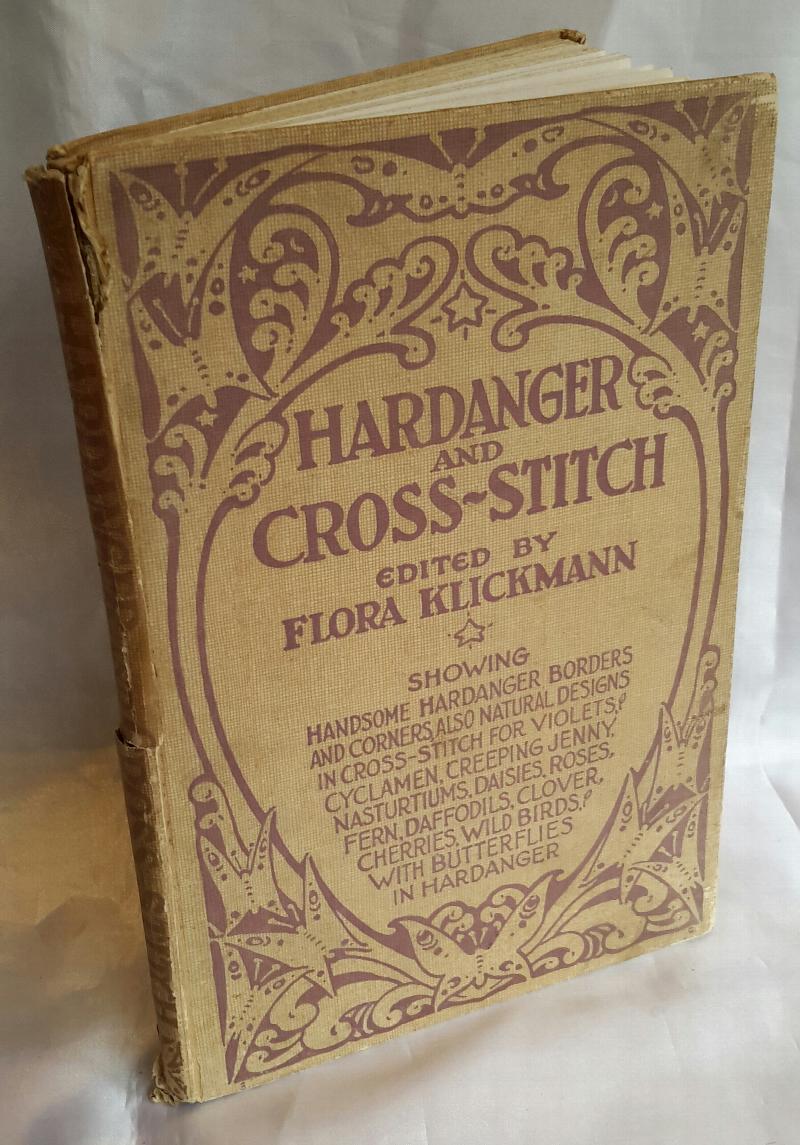 HARDANGER
AND
CROSS-STITCH
EDITED BY
FLORA KLICKMANN
SHOWING
HANDSOME HARDANGER BORDERS
AND CORNERS, ALSO NATURAL DESIGNS
IN CROSS-STITCH FOR VIOLETS, &
CYCLAMEN, CREEPING JENNY,
NASTURTIUMS, DAISIES, ROSES,
FERN, DAFFODILS, CLOVER,
CHERRIES, WILD BIRDS, &
WITH BUTTERFLIES
IN HARDANGER